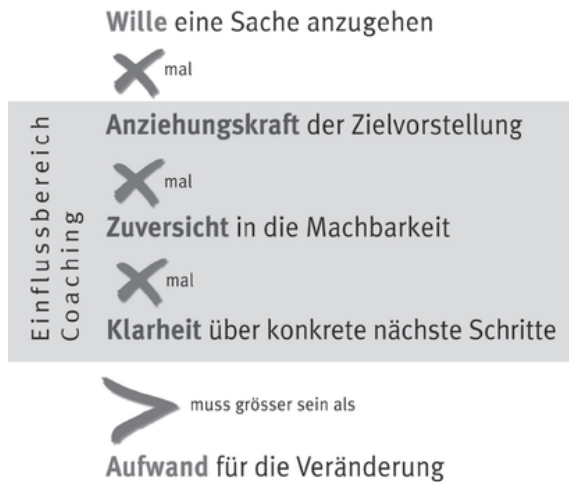 Wille eine Sache anzugehen
mal
Anziehungskraft der Zielvorstellung
mal
Zuversicht in die Machbarkeit
mal
Klarheit über konkrete nächste Schritte
Einflussbereich
Coaching
muss grösser sein als
Aufwand für die Veränderung